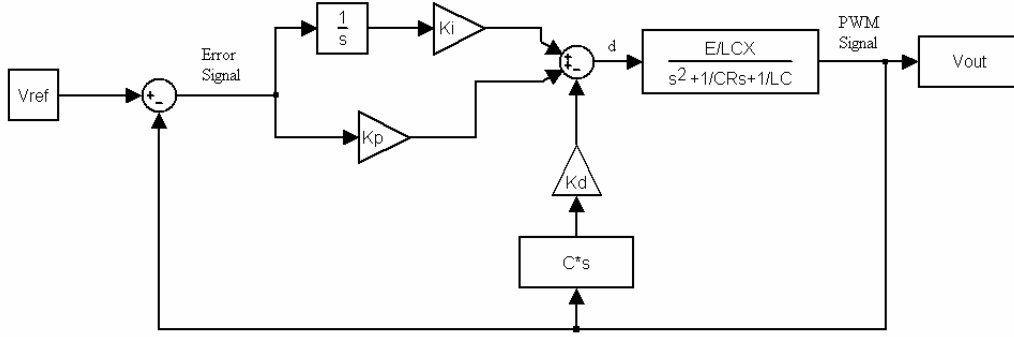 Vref
+
-
Error
Signal
1
s
Ki
Kp
+
+
-
d
Kd
C*s
E/LCX
s2 +1/CRs+1/LC
PWM
Signal
Vout